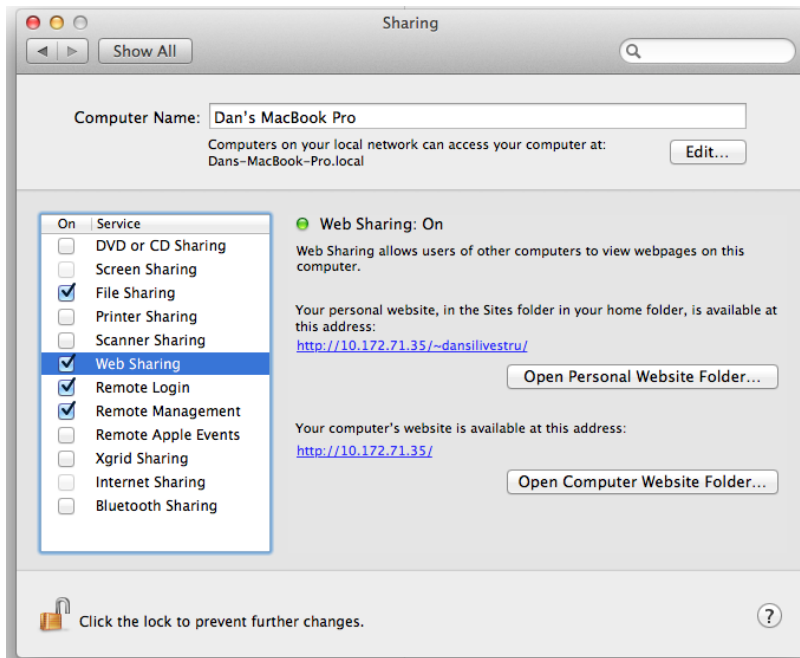 Sharing
Show All
Computer Name: Dan's MacBook Pro
Computers on your local network can access your computer at:
Dans-MacBook-Pro.local
Edit...
On Service
DVD or CD Sharing
Screen Sharing
File Sharing
Printer Sharing
Scanner Sharing
Web Sharing
Remote Login
Remote Management
Remote Apple Events
Xgrid Sharing
Internet Sharing
Bluetooth Sharing
Web Sharing: On
Web Sharing allows users of other computers to view webpages on this
computer.
Your personal website, in the Sites folder in your home folder, is available at
this address:
http://10.172.71.35/~dansilivestru/
Open Personal Website Folder...
Your computer's website is available at this address:
http://10.172.71.35/
Open Computer Website Folder...
Click the lock to prevent further changes.
?